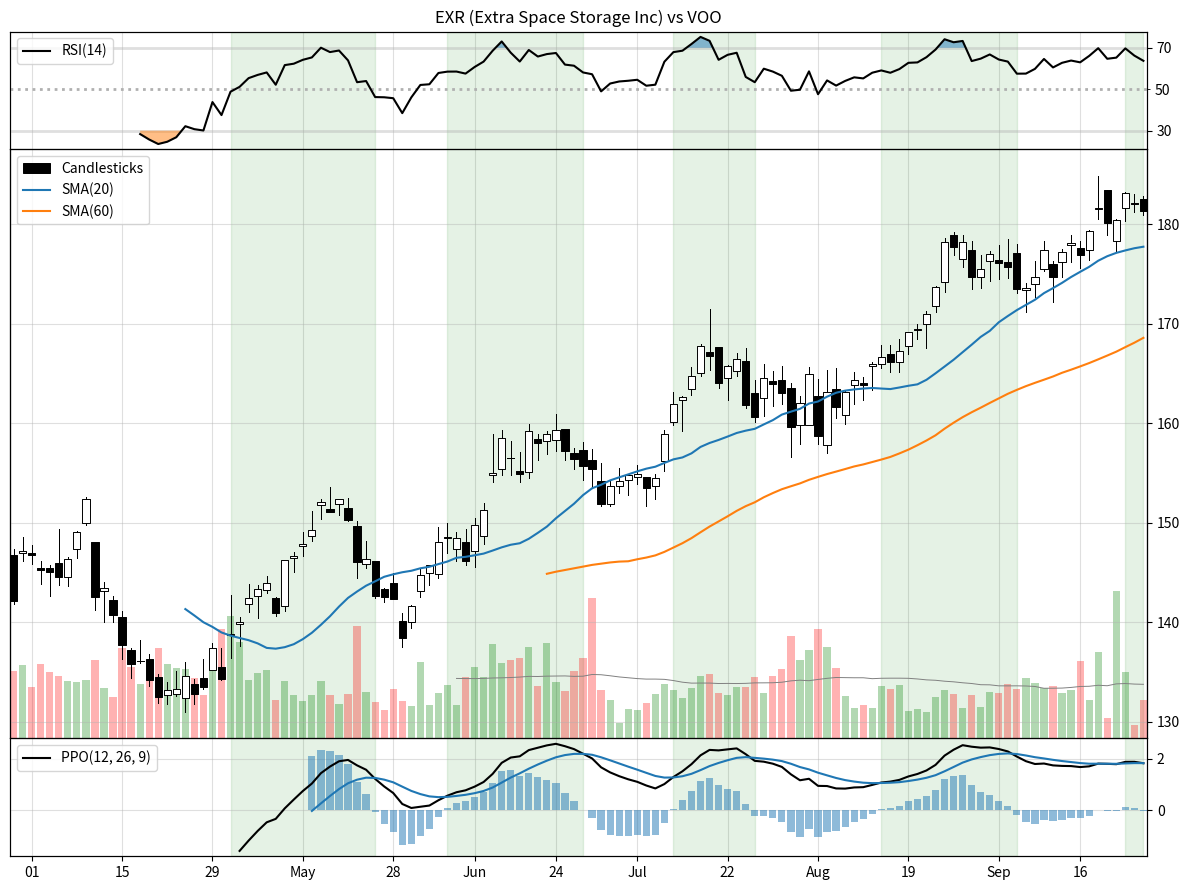 EXR (Extra Space Storage Inc) vs VOO
RSI(14)
70
50
30
Candlesticks
SMA(20)
SMA(60)
180
170
160
150
140
130
PPO(12, 26, 9)
2
0
01 15 29 May 28 Jun 24 Jul 22 Aug 19 Sep 16